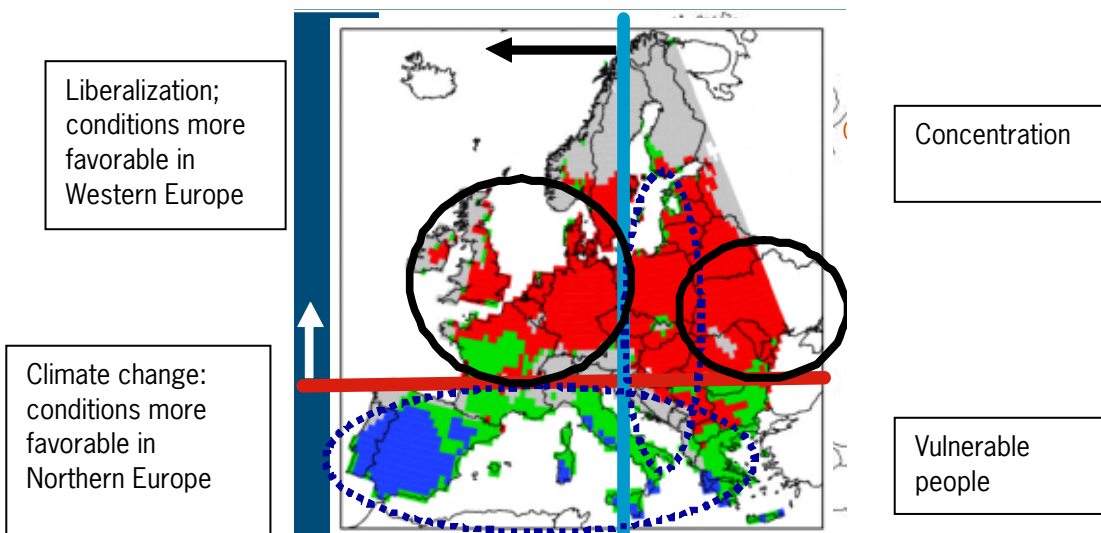 Liberalization;
conditions more
favorable in
Western Europe
Climate change:
conditions more
favorable in
Northern Europe
Concentration
Vulnerable
people